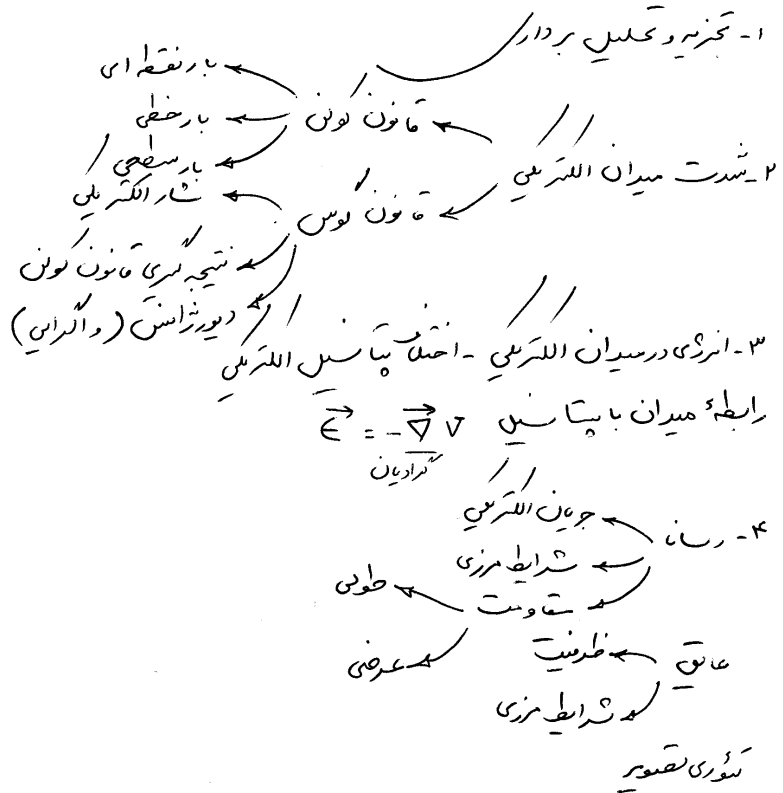 ۱- تجزیه و تحلیل برداری
بار نقطه ای
قانون کولن
بار خطی
بار سطحی
۲- شدت میدان الکتریکی
شار الکتریکی
قانون گوس
نتیجه گیری قانون کولن
دیورژانس (واگرایی)
۳- انرژی در میدان الکتریکی - اختلاف پتانسیل الکتریکی
رابطهٔ میدان با پتانسیل E = -∇V
گرادیان
جریان الکتریکی
۴- رسانا
شرایط مرزی
مقاومت
طولی
عرضی
عایق
ظرفیت
شرایط مرزی
تئوری تصویر